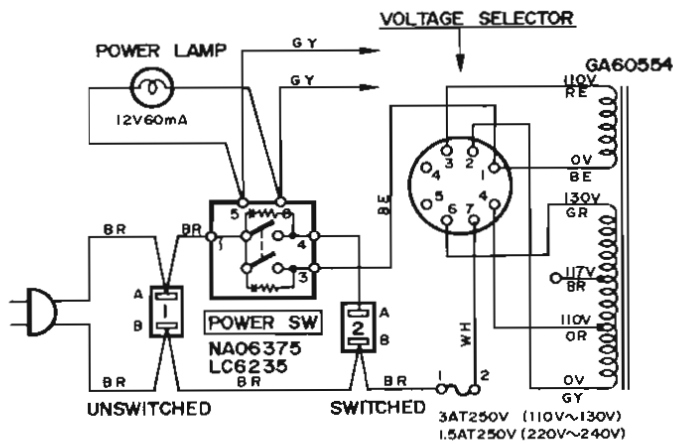 VOLTAGE SELECTOR
GY
POWER LAMP
GA60554
110V
RE
GY
12V60mA
3
2
4
1
0V
BE
5
4
BE
6
7
130V
GR
5
6
BR
BR
4
3
117V
BR
A
1
B
A
2
B
POWER SW
NA06375
LC6235
110V
OR
WH
0V
GY
BR
BR
BR
1
2
UNSWITCHED
SWITCHED
3AT250V (110V~130V)
1.5AT250V (220V~240V)